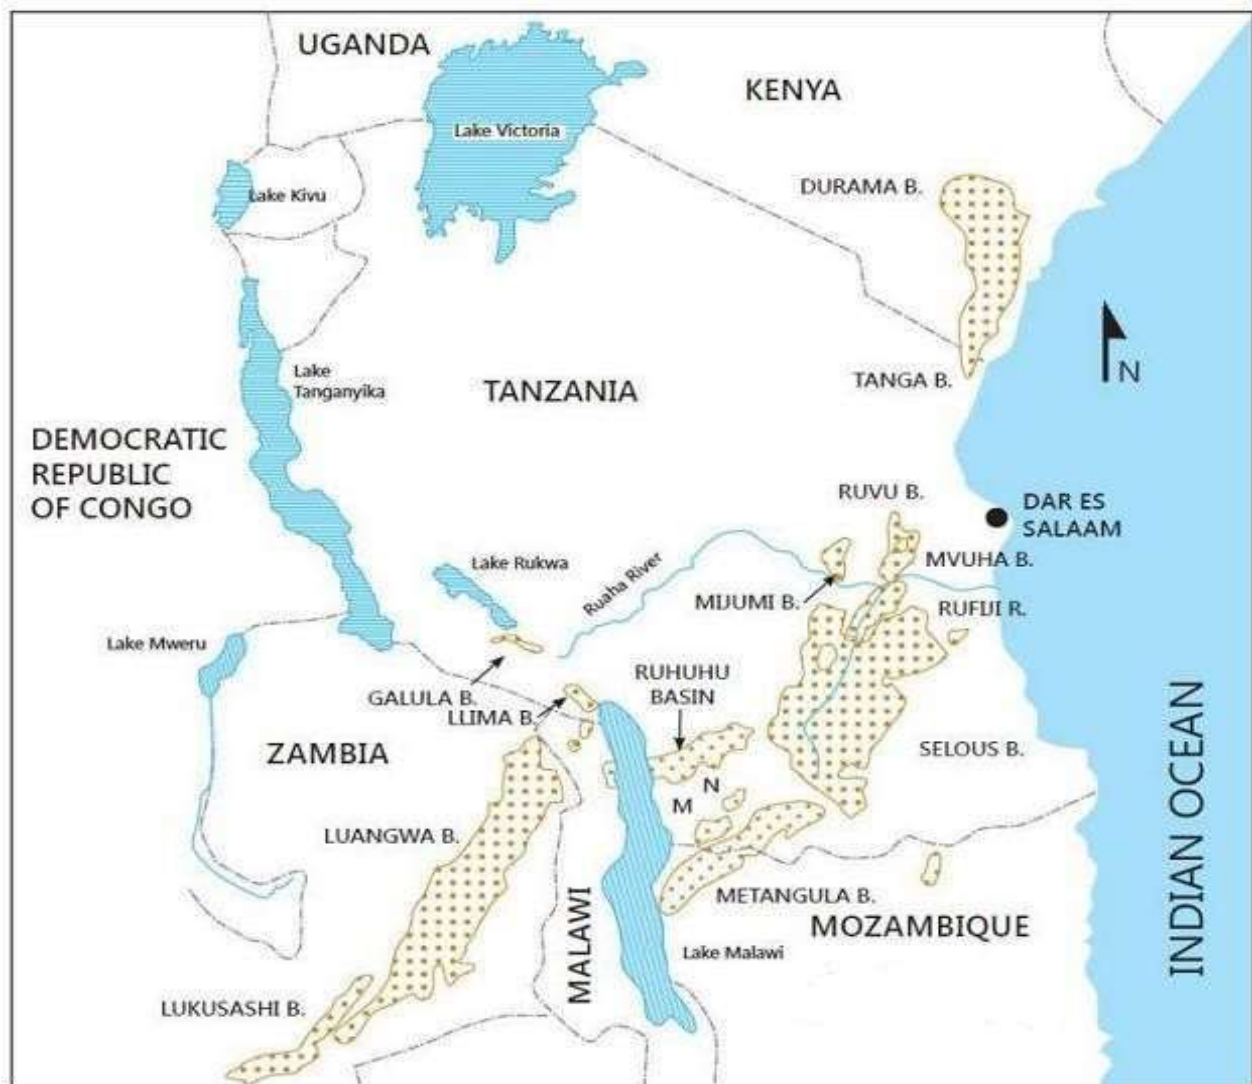 UGANDA
KENYA
Lake Victoria
DURAMA B.
Lake Kivu
N
Lake
Tanganyika
TANZANIA
TANGA B.
DEMOCRATIC
REPUBLIC
OF CONGO
RUVU B.
DAR ES
SALAAM
MVUHA B.
Lake Rukwa
Ruaha River
MIJUMI B.
RUFIJI R.
Lake Mweru
RUHUHU
BASIN
GALULA B.
LLIMA B.
ZAMBIA
SELOUS B.
N
M
LUANGWA B.
METANGULA B.
MOZAMBIQUE
MALAWI
Lake Malawi
INDIAN OCEAN
LUKUSASHI B.